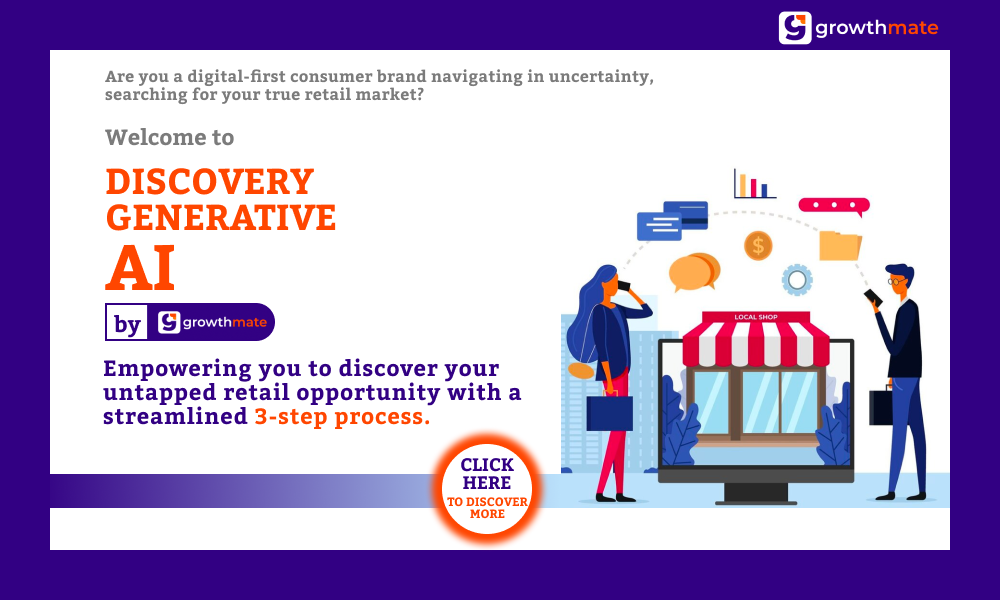 growthmate
Are you a digital-first consumer brand navigating in uncertainty,
searching for your true retail market?
Welcome to
DISCOVERY
GENERATIVE
AI
by growthmate
Empowering you to discover your
untapped retail opportunity with a
streamlined 3-step process.
$
LOCAL SHOP
CLICK
HERE
TO DISCOVER
MORE